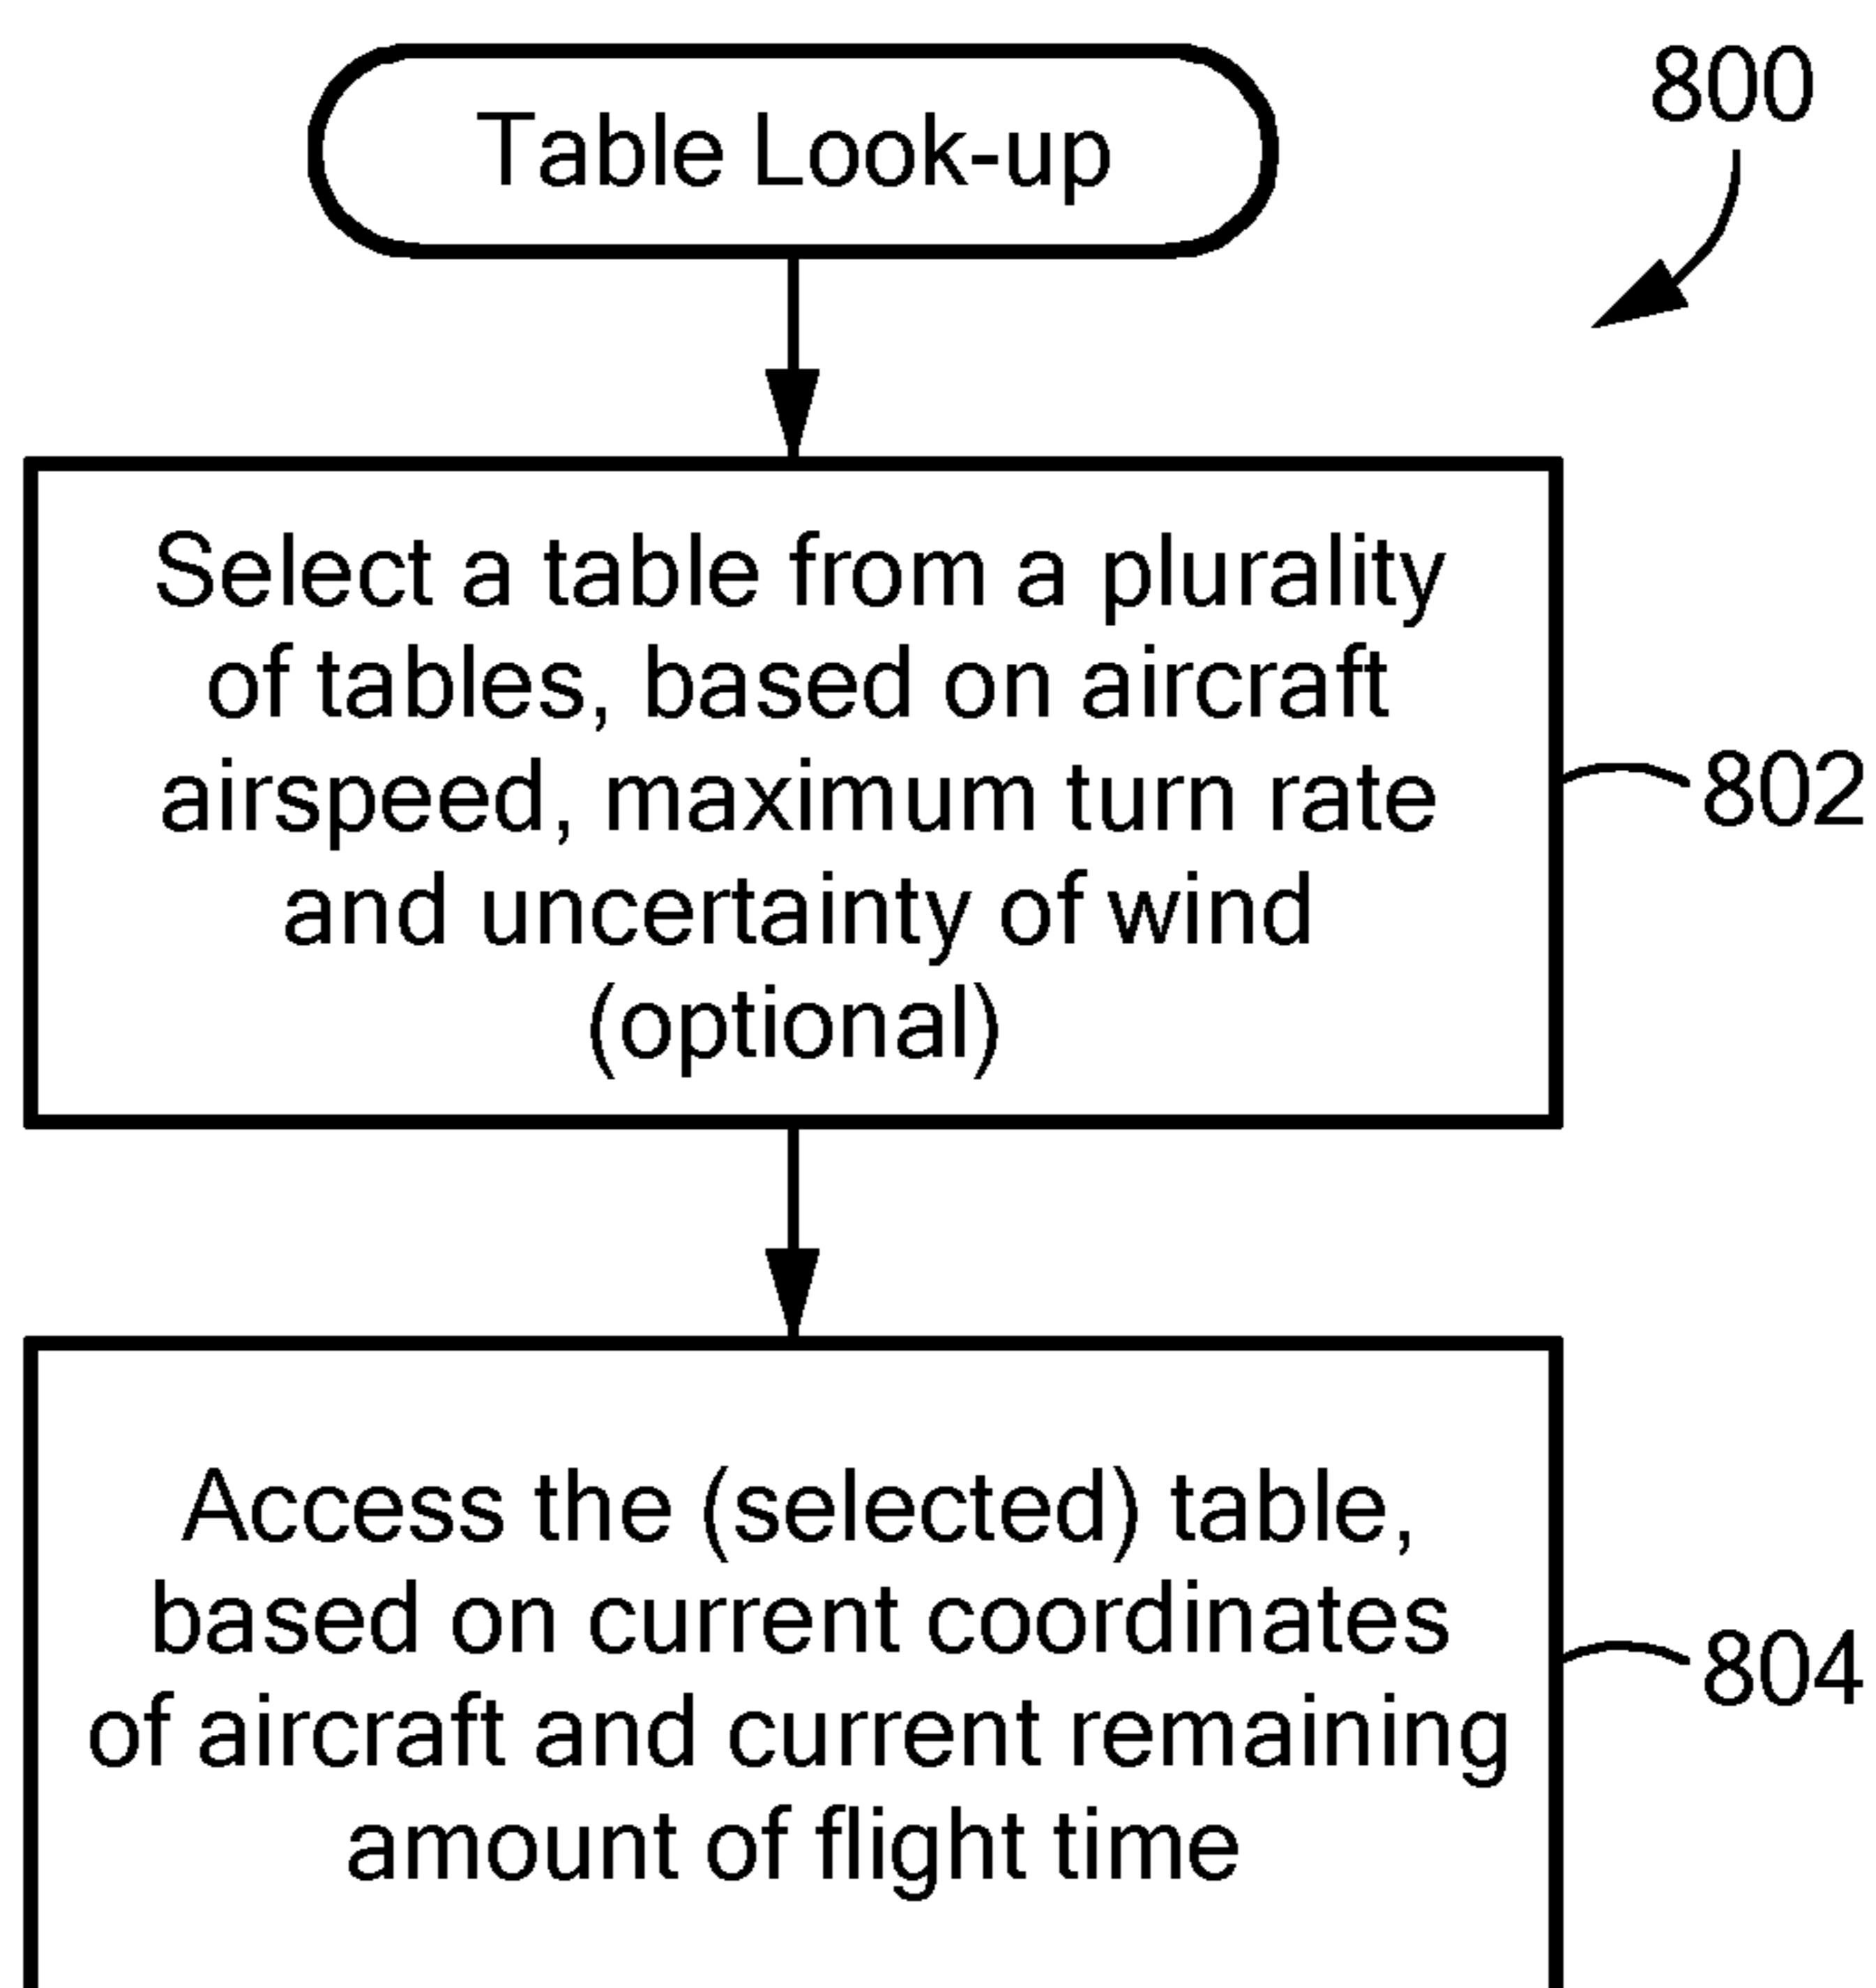 Table Look-up
800
Select a table from a plurality
of tables, based on aircraft
airspeed, maximum turn rate
and uncertainty of wind
(optional)
802
Access the (selected) table,
based on current coordinates
of aircraft and current remaining
amount of flight time
804